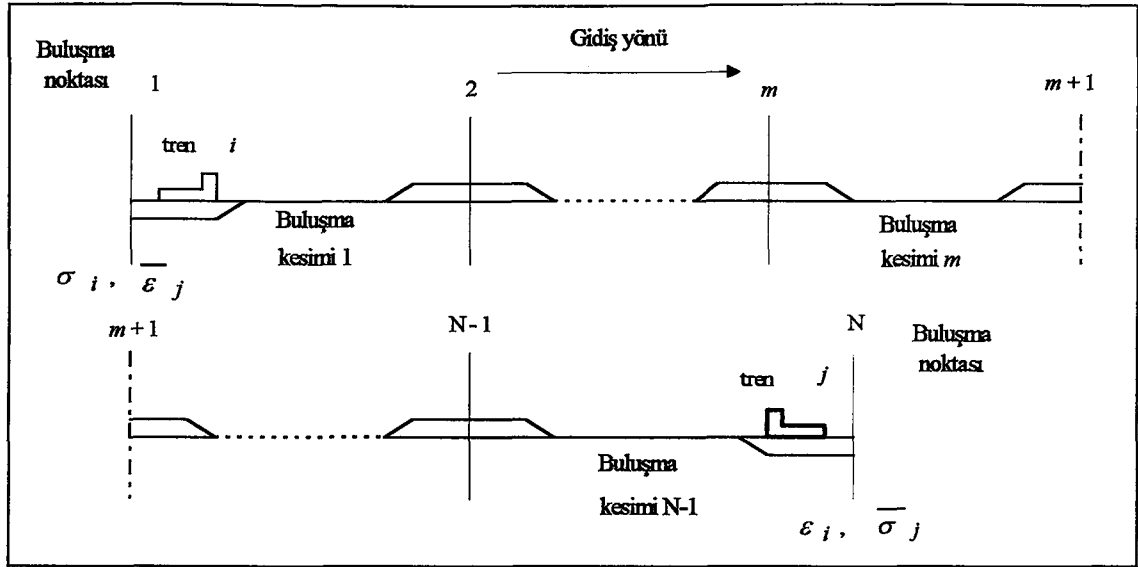 Buluşma noktası
Gidiş yönü
1
2
m
m + 1
tren i
Buluşma kesimi 1
Buluşma kesimi m
σ i , ε̅ j
m + 1
N - 1
N
Buluşma noktası
tren j
Buluşma kesimi N-1
ε i , σ̅ j